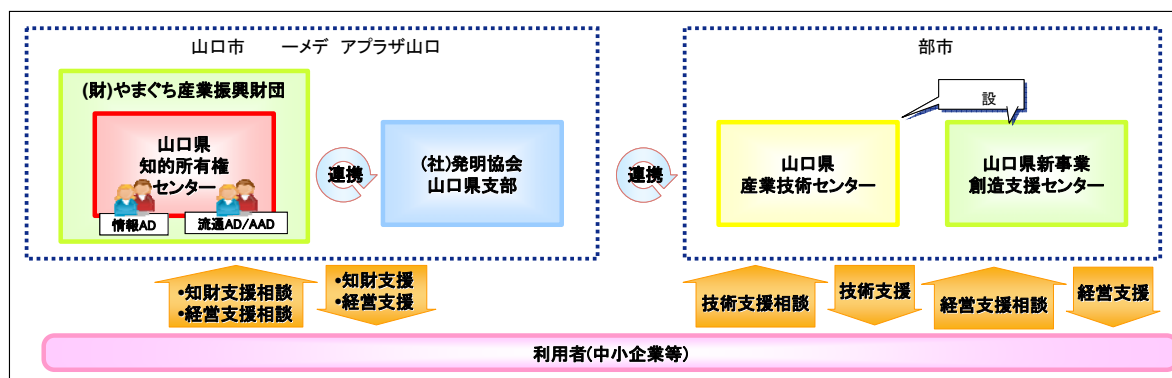 山口市　　ーメデ　アプラザ山口
(財)やまぐち産業振興財団
山口県
知的所有権
センター
情報AD
流通AD/AAD
連携
(社)発明協会
山口県支部
連携
部市
設
山口県
産業技術センター
山口県新事業
創造支援センター
•知財支援相談
•経営支援相談
•知財支援
•経営支援
技術支援相談
技術支援
経営支援相談
経営支援
利用者(中小企業等)